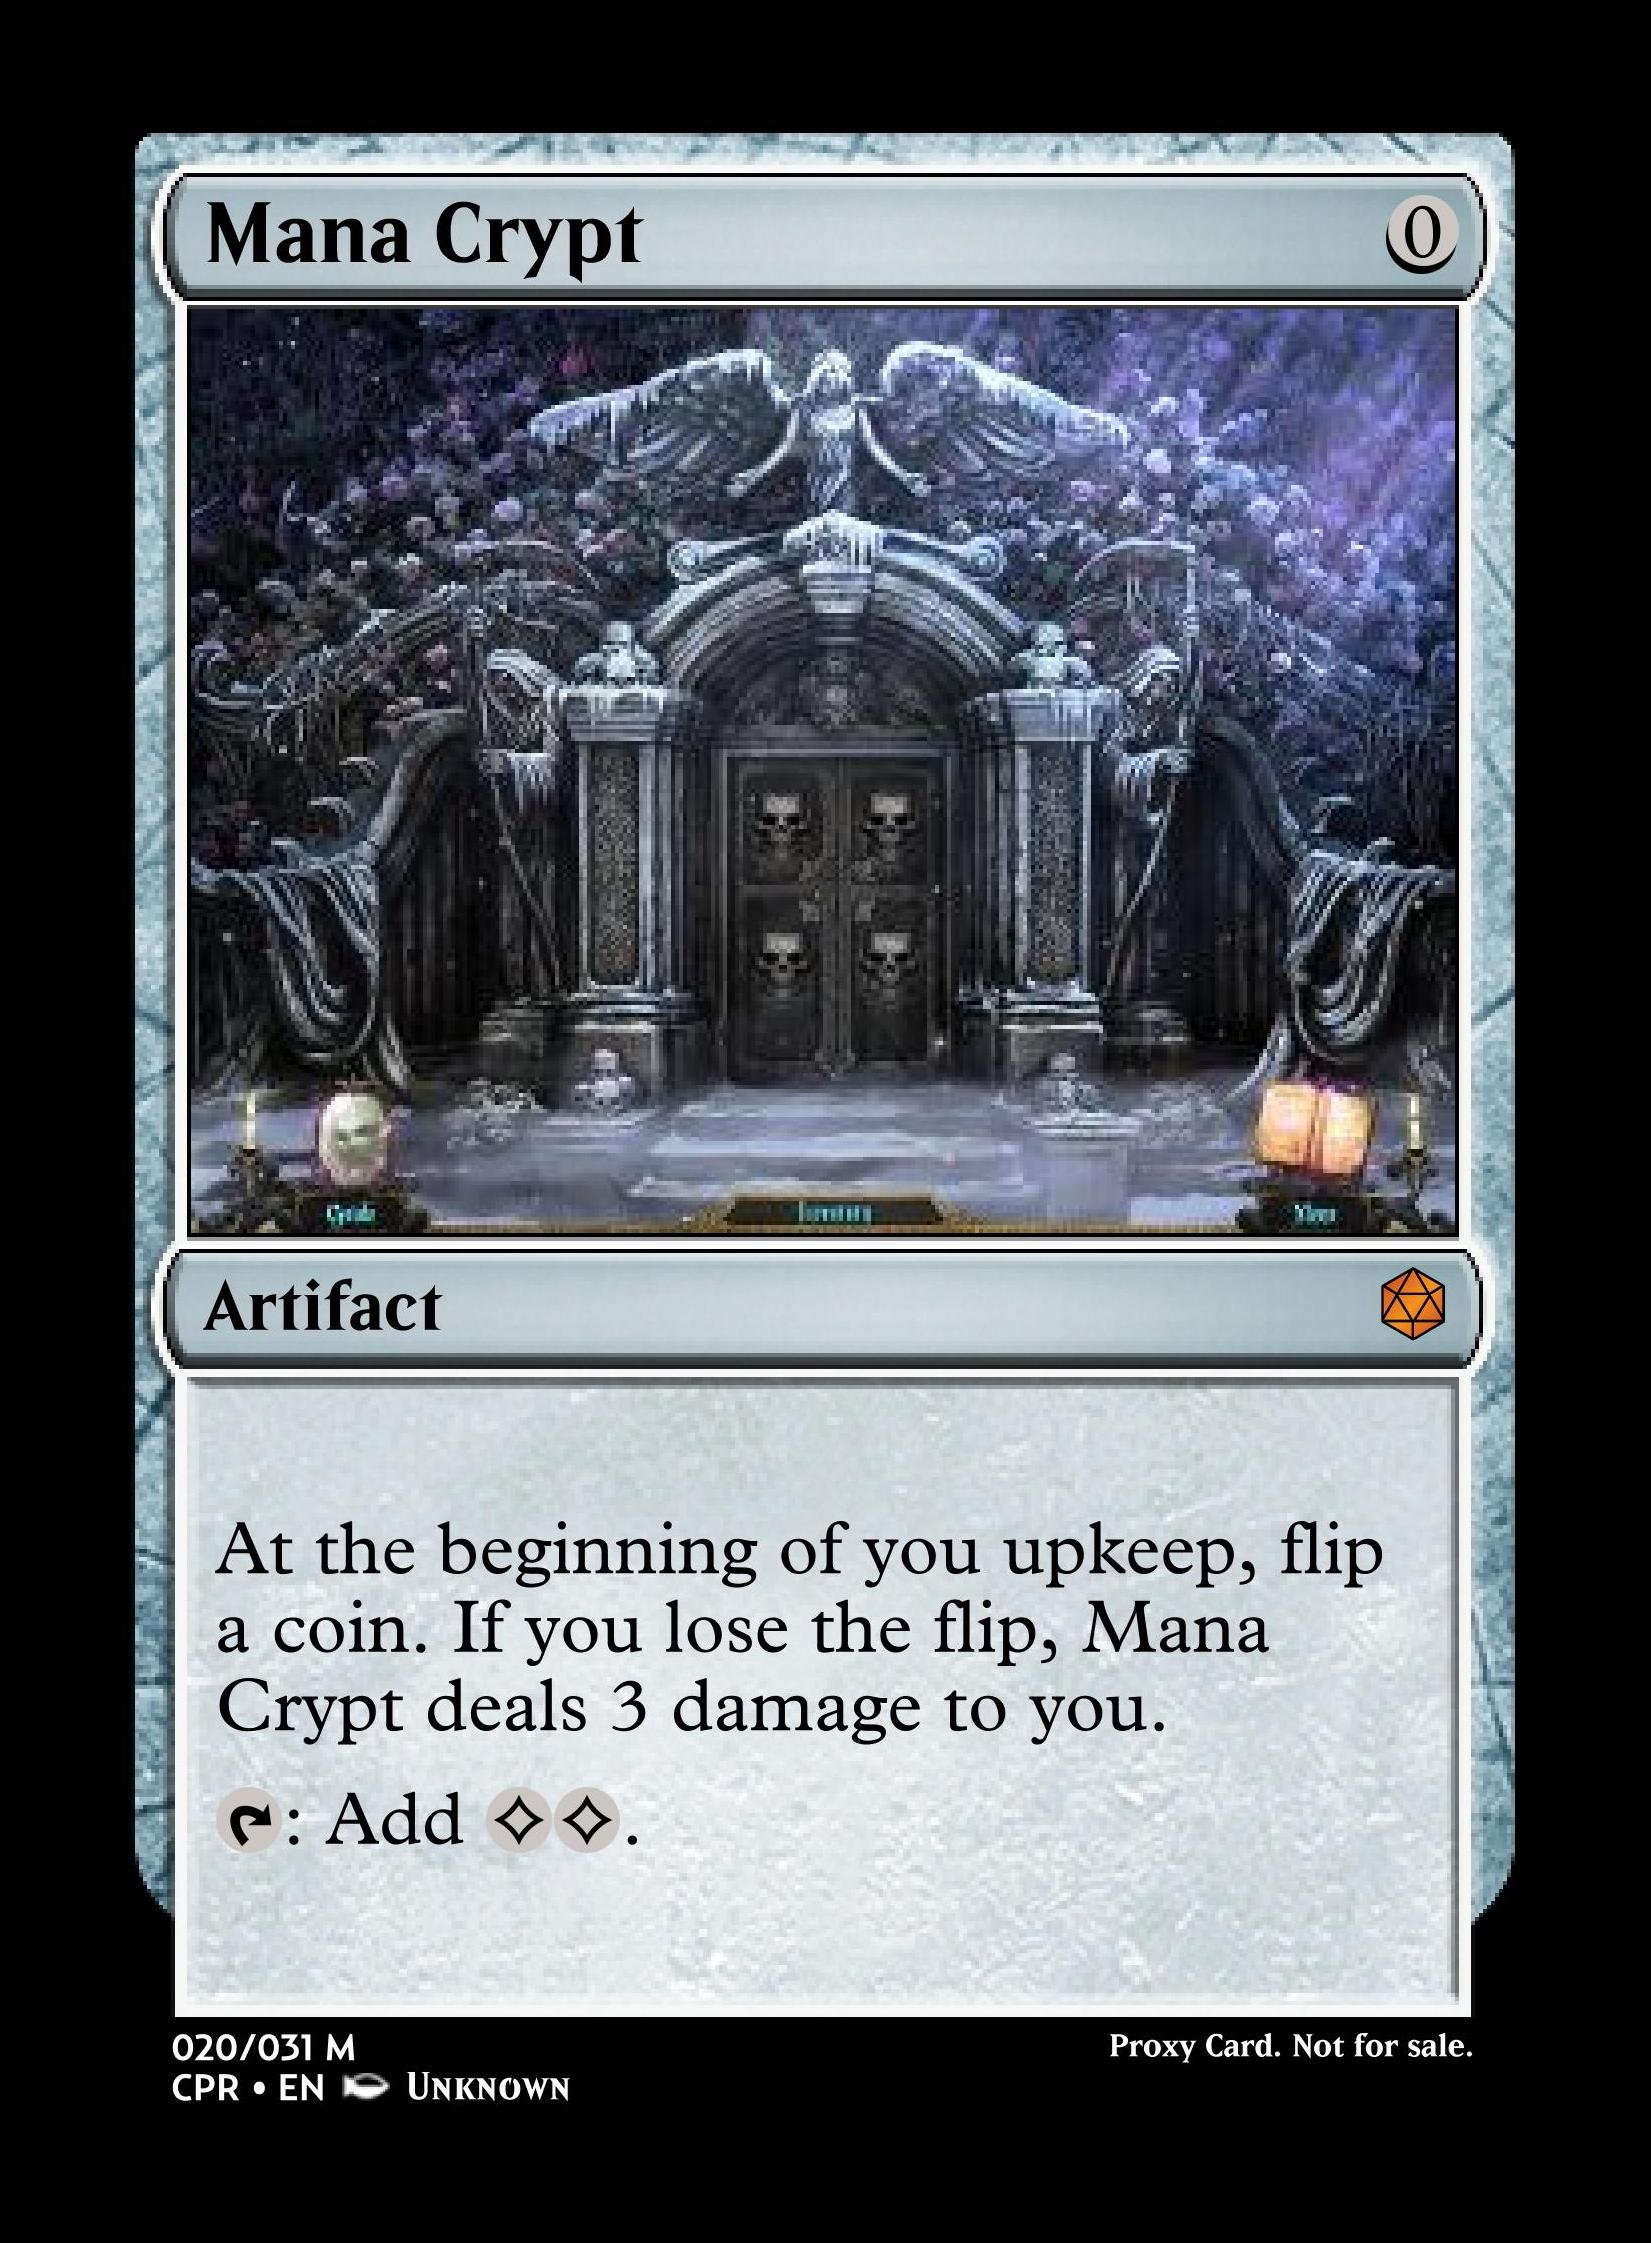 Mana Crypt
0
Inventory
Artifact
At the beginning of you upkeep, flip
a coin. If you lose the flip, Mana
Crypt deals 3 damage to you.
: Add .
020/031 M
Proxy Card. Not for sale.
CPR • EN Unknown